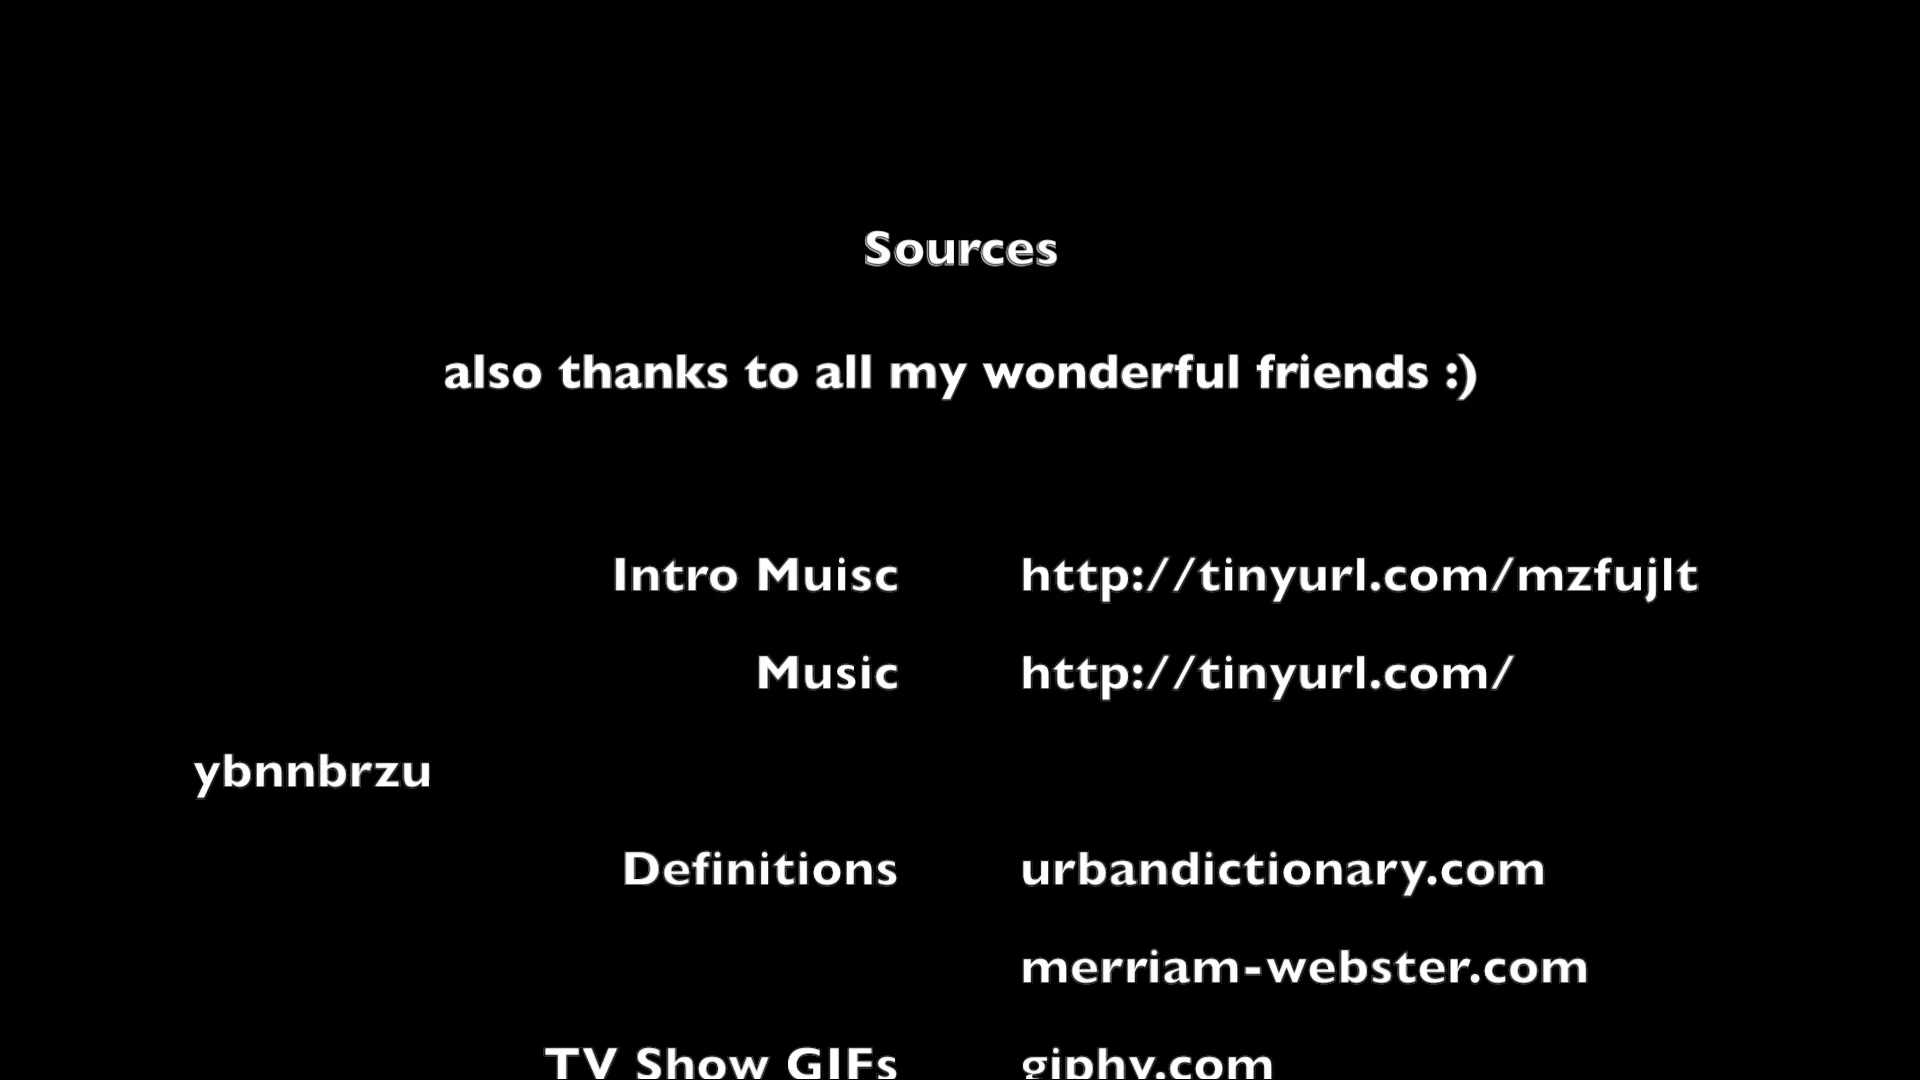 Sources
also thanks to all my wonderful friends :)
Intro Muisc http://tinyurl.com/mzfujlt
Music http://tinyurl.com/
ybnnbrzu
Definitions urbandictionary.com
merriam-webster.com
TV Show GIFs giphy.com